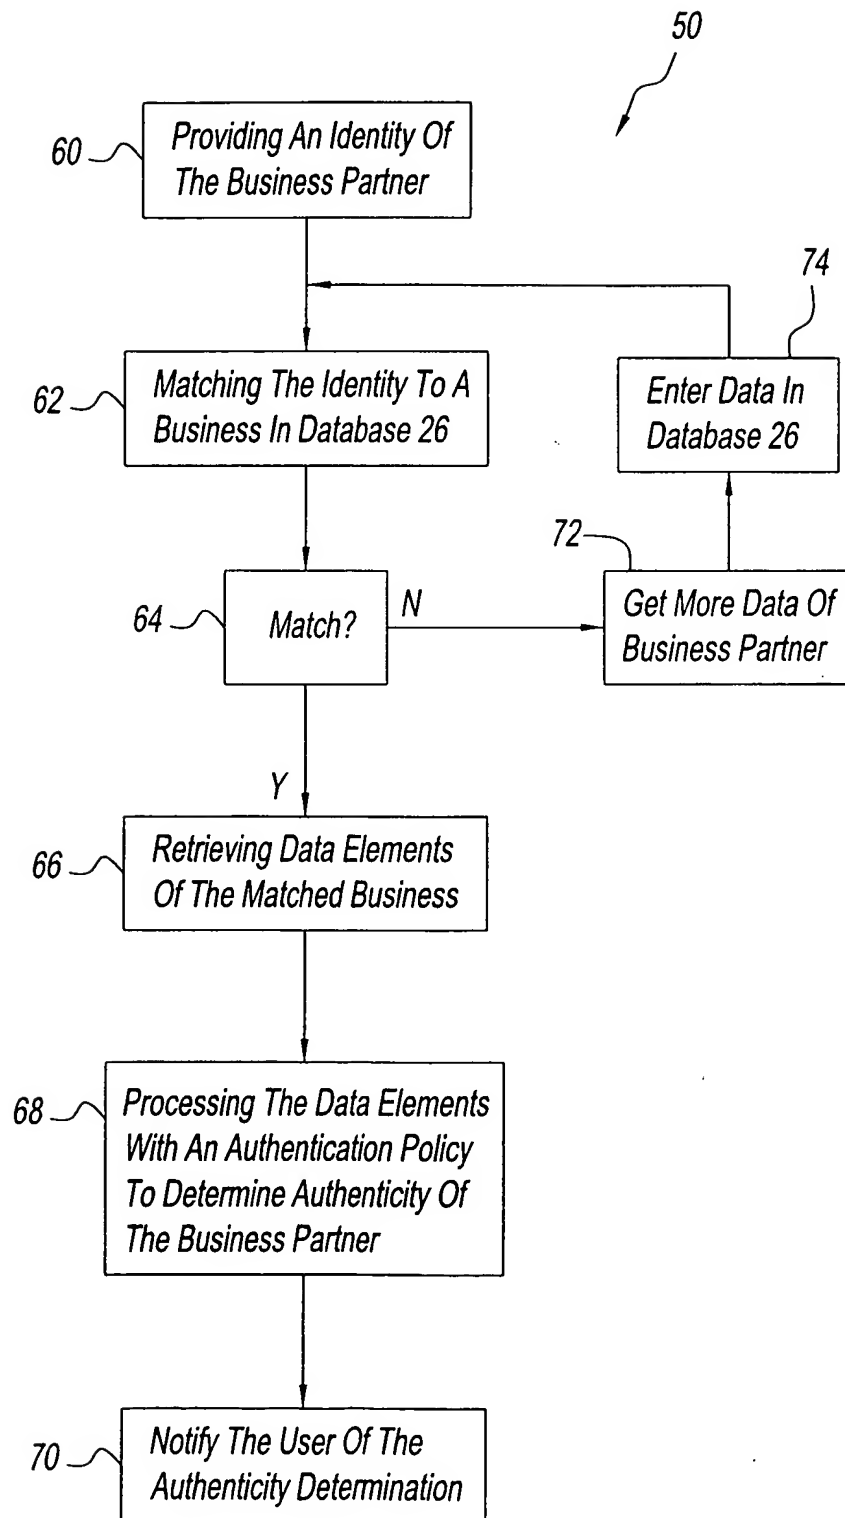 50
60
Providing An Identity Of
The Business Partner
74
62
Matching The Identity To A
Business In Database 26
Enter Data In
Database 26
72
64
Match?
N
Get More Data Of
Business Partner
Y
66
Retrieving Data Elements
Of The Matched Business
68
Processing The Data Elements
With An Authentication Policy
To Determine Authenticity Of
The Business Partner
70
Notify The User Of The
Authenticity Determination